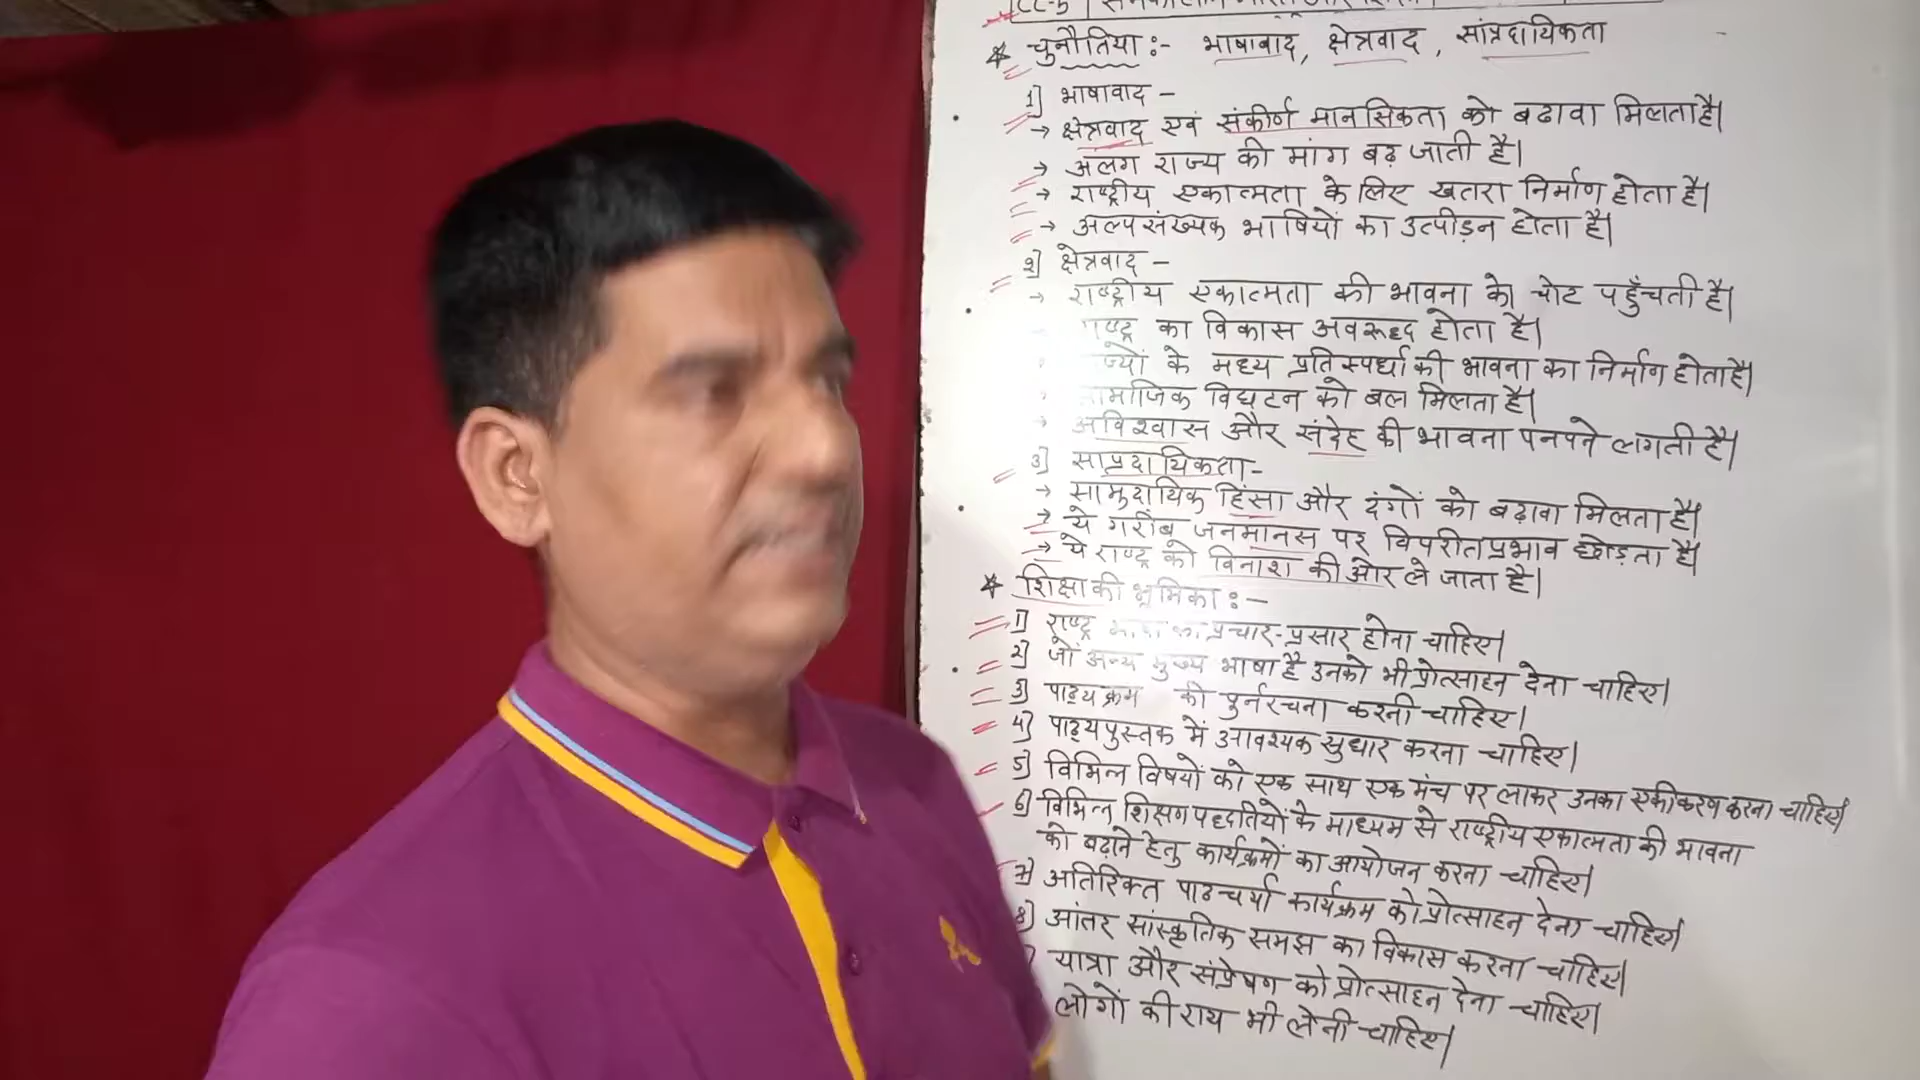 CC-5
* चुनौतिया :- भाषावाद, क्षेत्रवाद, सांप्रदायिकता
1] भाषावाद -
→ क्षेत्रवाद एवं संकीर्ण मानसिकता को बढावा मिलता है।
→ अलग राज्य की मांग बढ़ जाती है।
→ राष्ट्रीय एकात्मता के लिए खतरा निर्माण होता है।
→ अल्पसंख्यक भाषियों का उत्पीड़न होता है।
2] क्षेत्रवाद -
→ राष्ट्रीय एकात्मता की भावना को चोट पहुँचती है।
का विकास अवरूद्द होता है।
के मध्य प्रतिस्पर्धा की भावना का निर्माण होता है।
विघटन को बल मिलता है।
→ अविश्वास और संदेह की भावना पनपने लगती है।
3] साप्रदायिकता-
→ सामुदायिक हिंसा और दंगों को बढ़ावा मिलता है।
→ ये गरीब जनमानस पर विपरीत प्रभाव छोड़ता है।
→ ये राष्ट्र को विनाश की ओर ले जाता है।
* शिक्षा की भूमिका :-
1] राष्ट्र प्रचार-प्रसार होना चाहिए।
2] जो अन्य मुख्य भाषा है उनको भी प्रोत्साहन देना चाहिए।
3] पाठ्यक्रम की पुर्नरचना करनी चाहिए।
4] पाठ्यपुस्तक में आवश्यक सुधार करना चाहिए।
5] विभिन्न विषयों को एक साथ एक मंच पर लाकर उनका एकीकरण करना चाहिए।
6] विभिन्न शिक्षण पद्दतियों के माध्यम से राष्ट्रीय एकात्मता की भावना
को बढ़ाने हेतु कार्यक्रमों का आयोजन करना चाहिए।
7] अतिरिक्त पाठचर्या कार्यक्रम को प्रोत्साहन देना चाहिए।
8] आंतर सांस्कृतिक समझ का विकास करना चाहिए।
यात्रा और संप्रेषण को प्रोत्साहन देना चाहिए।
लोगों की राय भी लेनी चाहिए।